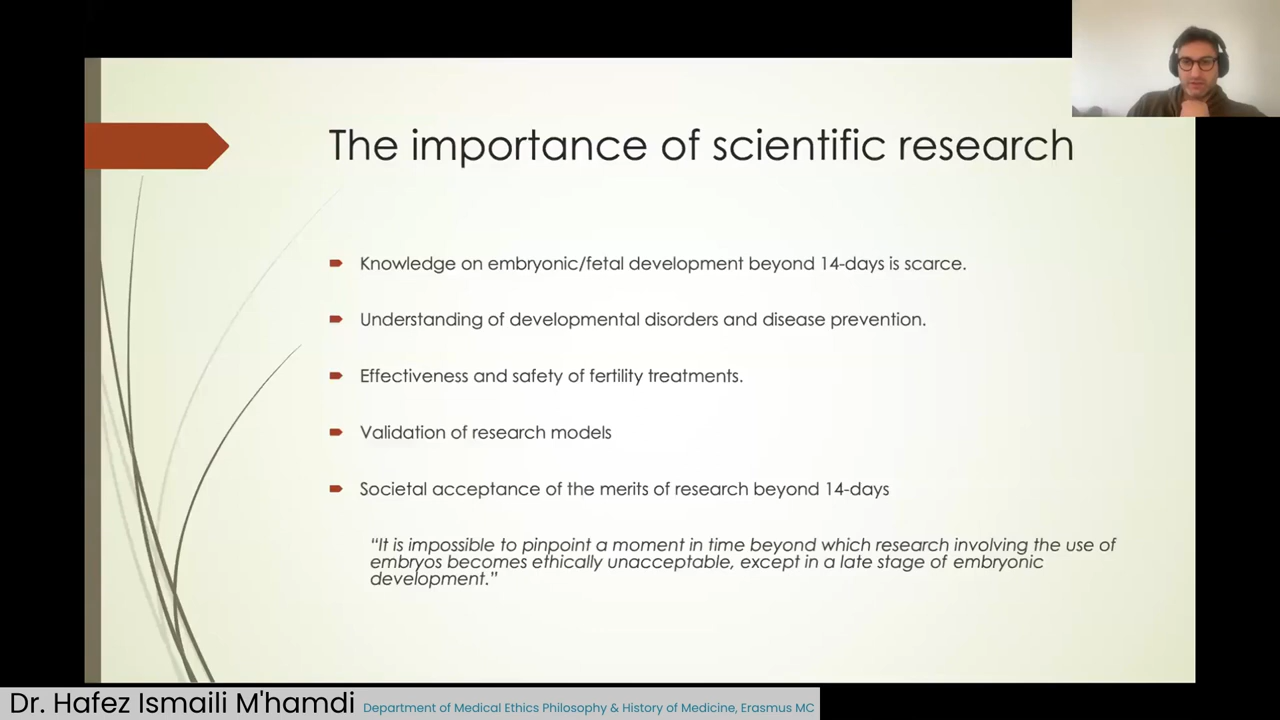 The importance of scientific research
Knowledge on embryonic/fetal development beyond 14-days is scarce.
Understanding of developmental disorders and disease prevention.
Effectiveness and safety of fertility treatments.
Validation of research models
Societal acceptance of the merits of research beyond 14-days
“It is impossible to pinpoint a moment in time beyond which research involving the use of
embryos becomes ethically unacceptable, except in a late stage of embryonic
development.”
Dr. Hafez Ismaili M'hamdi Department of Medical Ethics Philosophy & History of Medicine, Erasmus MC